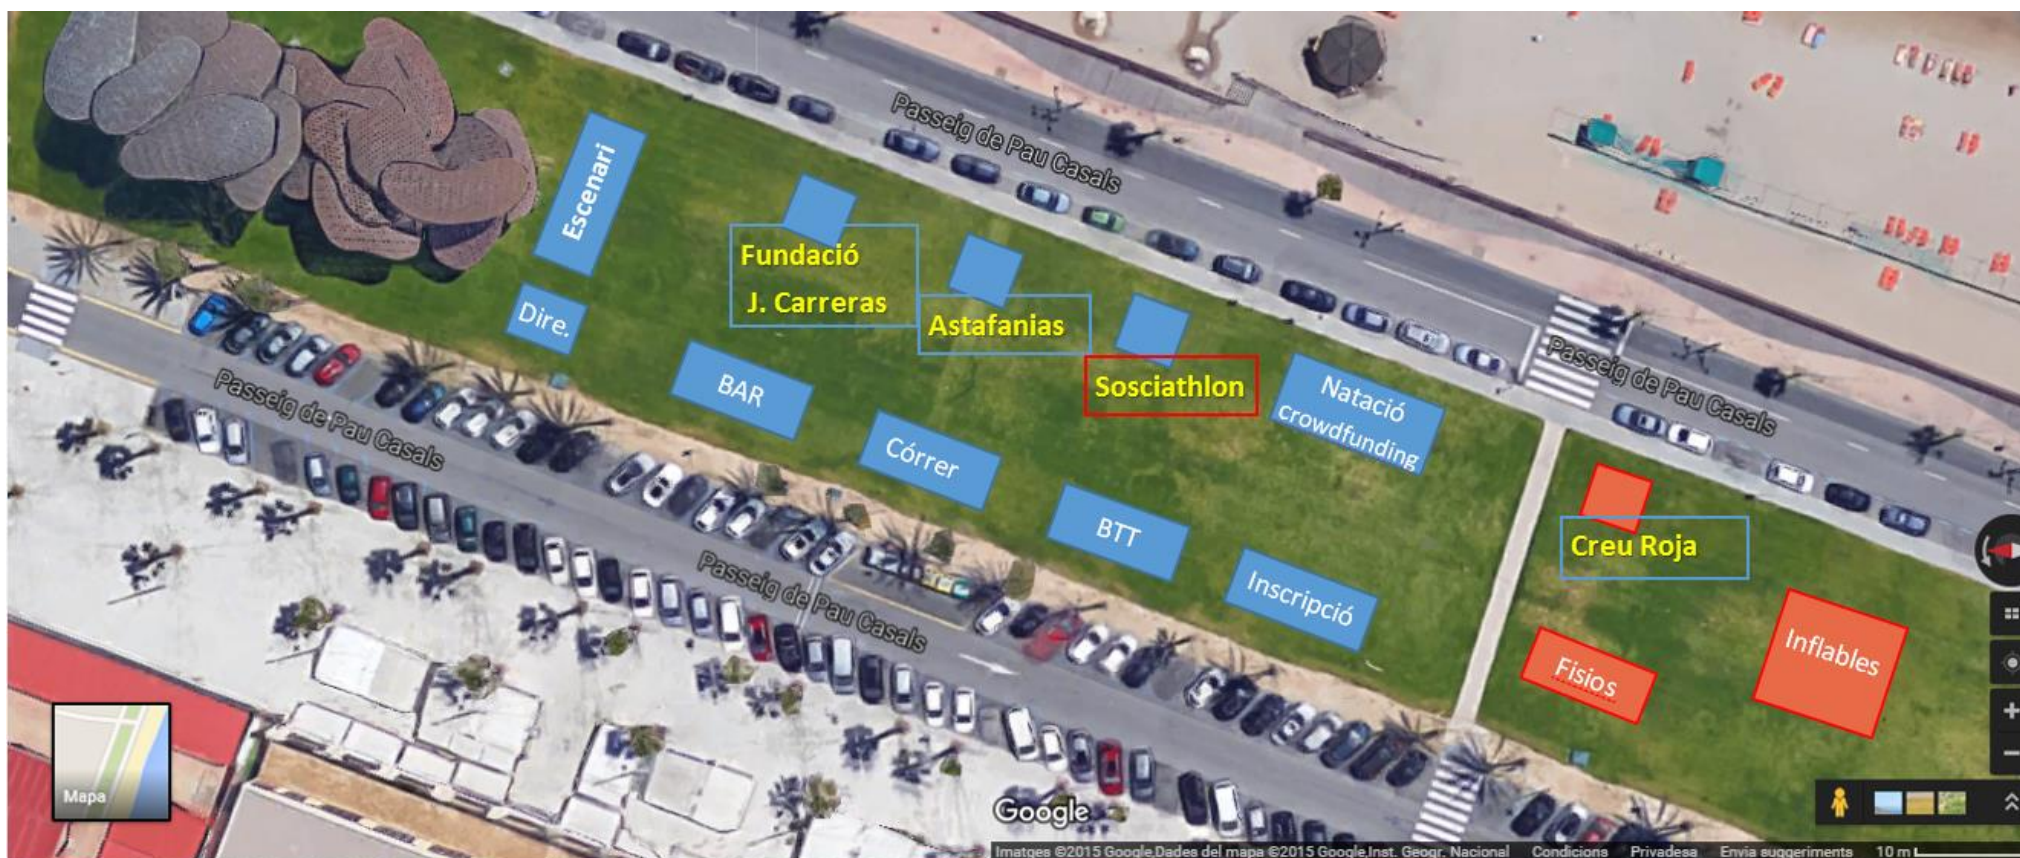 Passeig de Pau Casals
Escenari
Fundació
J. Carreras
Dire.
Astafanias
BAR
Sosciathlon
Natació
crowdfunding
Passeig de Pau Casals
Passeig de Pau Casals
Córrer
BTT
Creu Roja
Passeig de Pau Casals
Inscripció
Inflables
Fisios
Mapa
Google
Imatges ©2015 Google,Dades del mapa ©2015 Google,Inst. Geogr. Nacional Condicions Privadesa Envia suggeriments 10 m